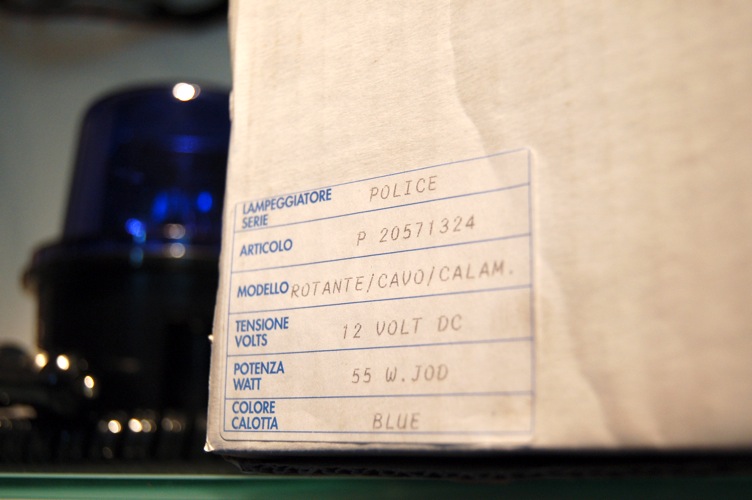 LAMPEGGIATORE SERIE POLICE
ARTICOLO P 20571324
MODELLO ROTANTE/CAVO/CALAM.
TENSIONE VOLTS 12 VOLT DC
POTENZA WATT 55 W.JOD
COLORE CALOTTA BLUE